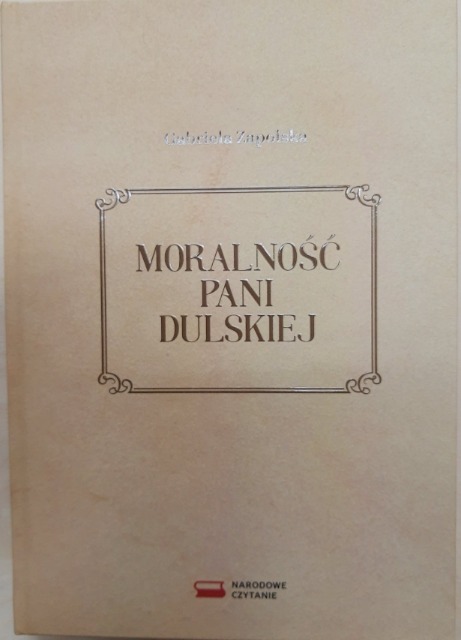 Gabriela Zapolska
MORALNOŚĆ
PANI
DULSKIEJ
NARODOWE
CZYTANIE